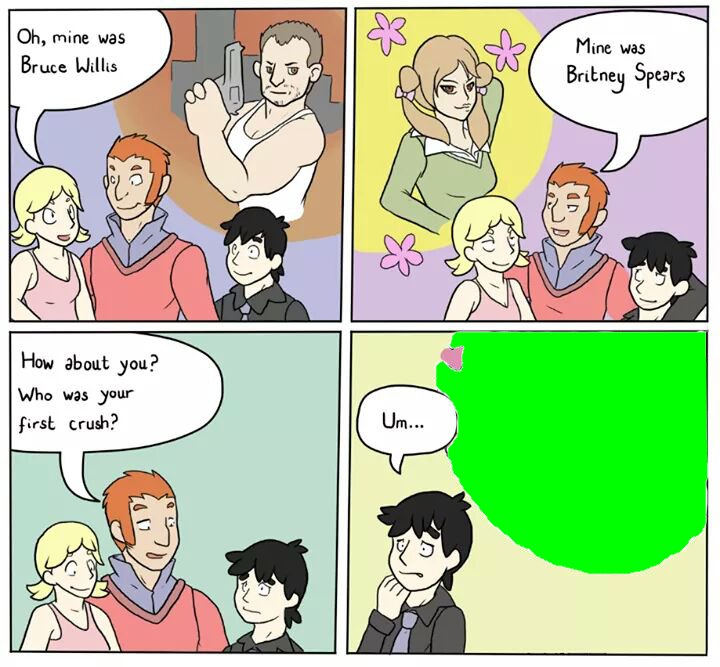 Oh, mine was
Bruce Willis
Mine was
Britney Spears
How about you?
Who was your
first crush?
Um...